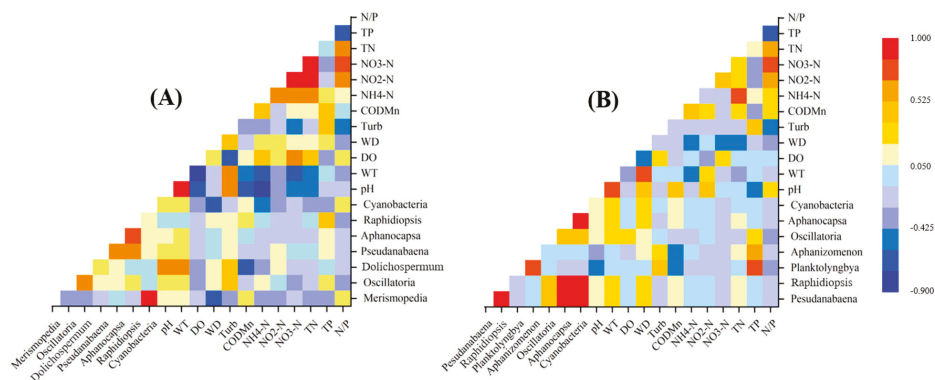 N/P
TP
TN
NO3-N
NO2-N
NH4-N
CODMn
Turb
WD
DO
WT
pH
Cyanobacteria
Raphidiopsis
Aphanocapsa
Pseudanabaena
Dolichospermum
Oscillatoria
Merismopedia
(A)
Merismopedia
Oscillatoria
Dolichospermum
Pseudanabaena
Aphanocapsa
Raphidiopsis
Cyanobacteria
pH
WT
DO
WD
Turb
CODMn
NH4-N
NO2-N
NO3-N
TN
TP
N/P
N/P
TP
TN
NO3-N
NO2-N
NH4-N
CODMn
Turb
WD
DO
WT
pH
Cyanobacteria
Aphanocapsa
Oscillatoria
Aphanizomenon
Planktolyngbya
Raphidiopsis
Pesudanabaena
(B)
Pesudanabaena
Raphidiopsis
Planktolyngbya
Aphanizomenon
Oscillatoria
Aphanocapsa
Cyanobacteria
pH
WT
DO
WD
Turb
CODMn
NH4-N
NO2-N
NO3-N
TN
TP
N/P
1.000
0.525
0.050
-0.425
-0.900